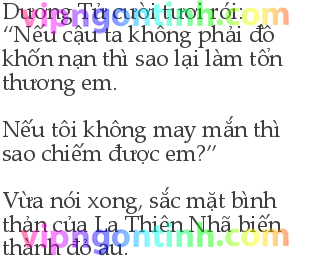 Dương Tử cười tươi rói:
“Nếu cậu ta không phải đồ
khốn nạn thì sao lại làm tổn
thương em.
Nếu tôi không may mắn thì
sao chiếm được em?”
Vừa nói xong, sắc mặt bình
thản của La Thiên Nhã biến
thành đỏ au.
vipngontinh.com
vipngontinh.com